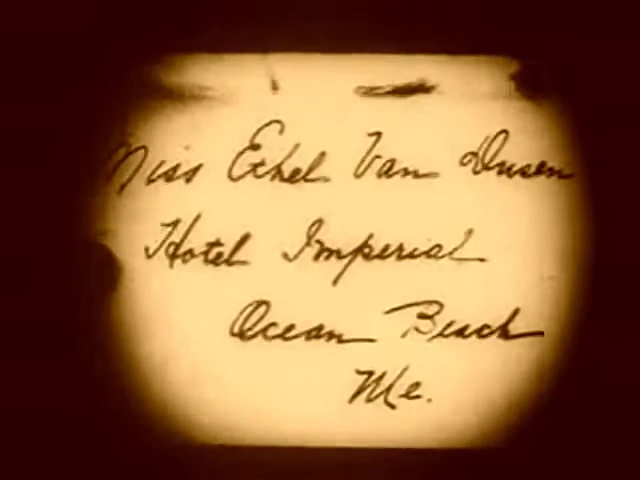 Miss Ethel Van Dusen
Hotel Imperial
Ocean Beach
Me.